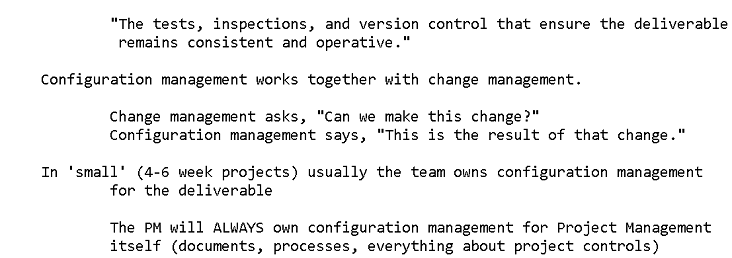 "The tests, inspections, and version control that ensure the deliverable
remains consistent and operative."
Configuration management works together with change management.
Change management asks, "Can we make this change?"
Configuration management says, "This is the result of that change."
In 'small' (4-6 week projects) usually the team owns configuration management
for the deliverable
The PM will ALWAYS own configuration management for Project Management
itself (documents, processes, everything about project controls)